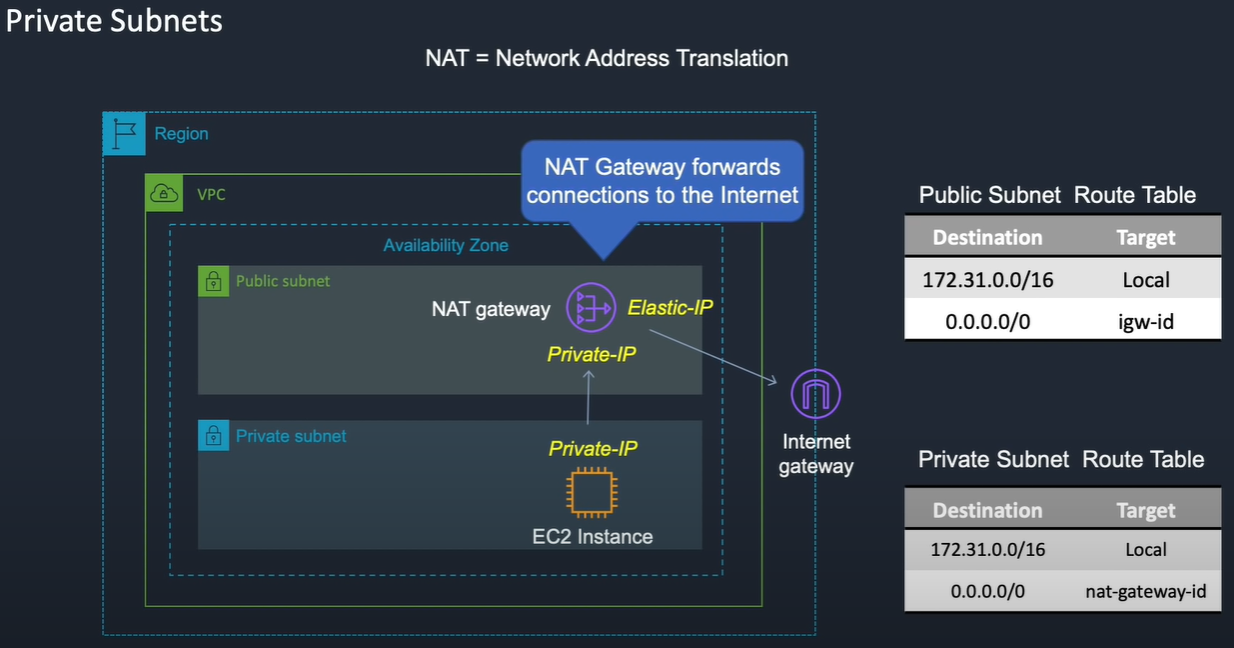 Private Subnets
NAT = Network Address Translation
Region
NAT Gateway forwards
connections to the Internet
VPC
Availability Zone
Public subnet
NAT gateway
Elastic-IP
Private-IP
Private subnet
Private-IP
EC2 Instance
Internet
gateway
Public Subnet Route Table
Destination Target
172.31.0.0/16 Local
0.0.0.0/0 igw-id
Private Subnet Route Table
Destination Target
172.31.0.0/16 Local
0.0.0.0/0 nat-gateway-id